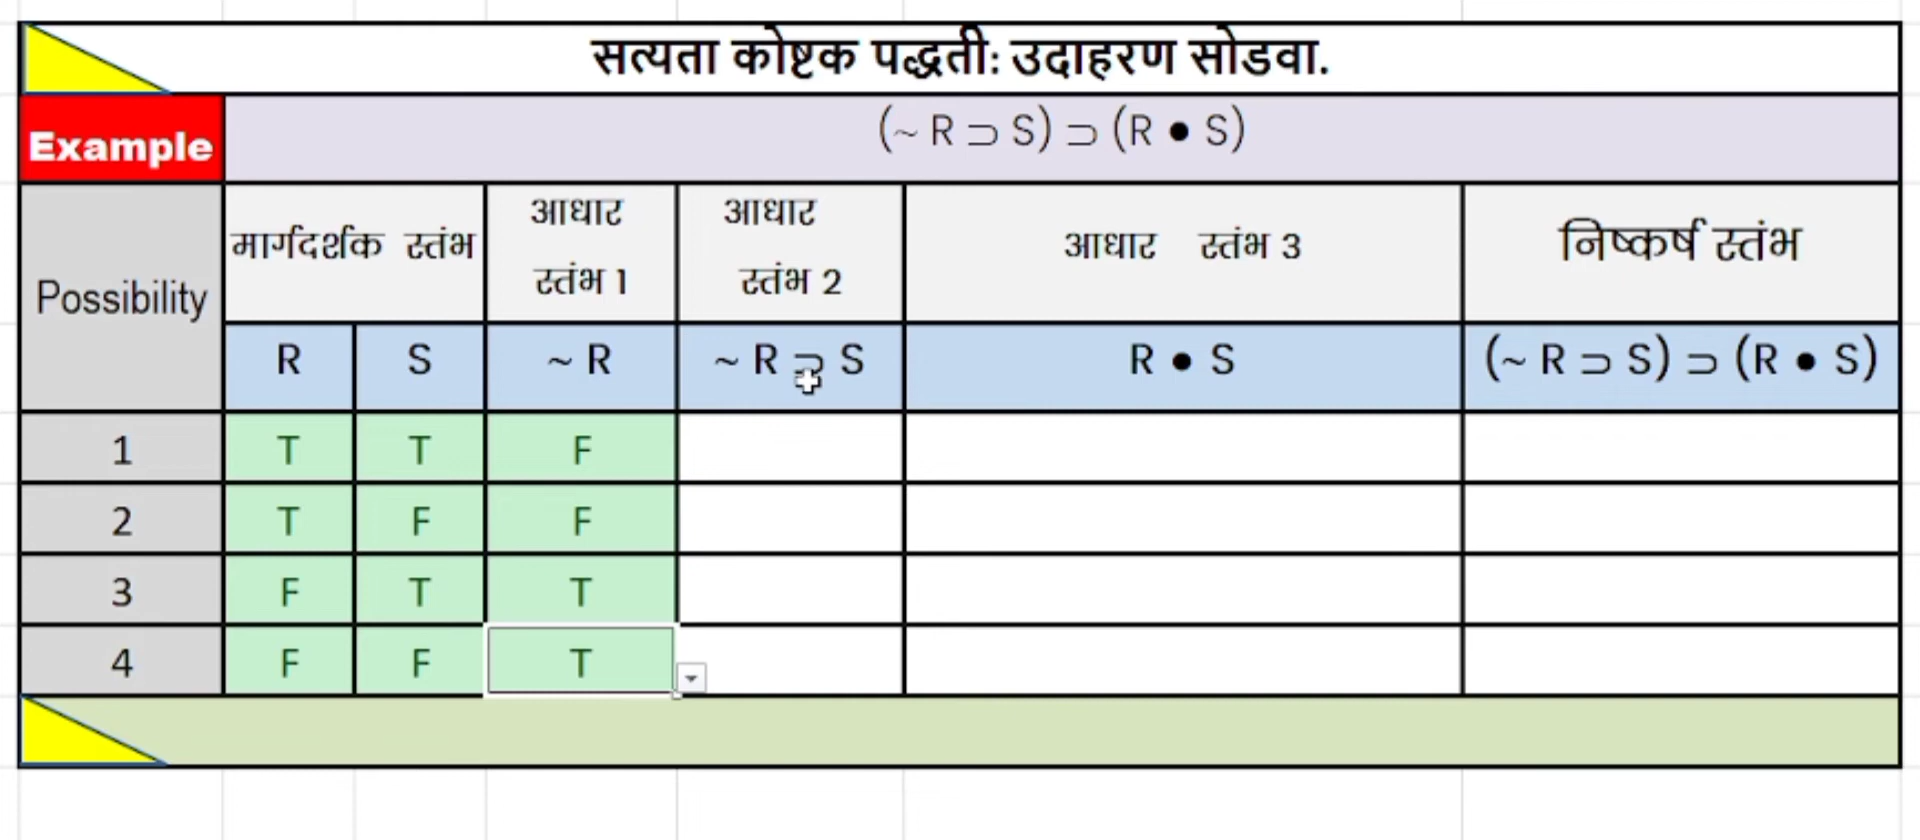 सत्यता कोष्टक पद्धती: उदाहरण सोडवा.
Example (~ R ⊃ S) ⊃ (R ● S)
Possibility मार्गदर्शक स्तंभ आधार स्तंभ 1 आधार स्तंभ 2 आधार स्तंभ 3 निष्कर्ष स्तंभ
R S ~ R ~ R ⊃ S R ● S (~ R ⊃ S) ⊃ (R ● S)
1 T T F
2 T F F
3 F T T
4 F F T